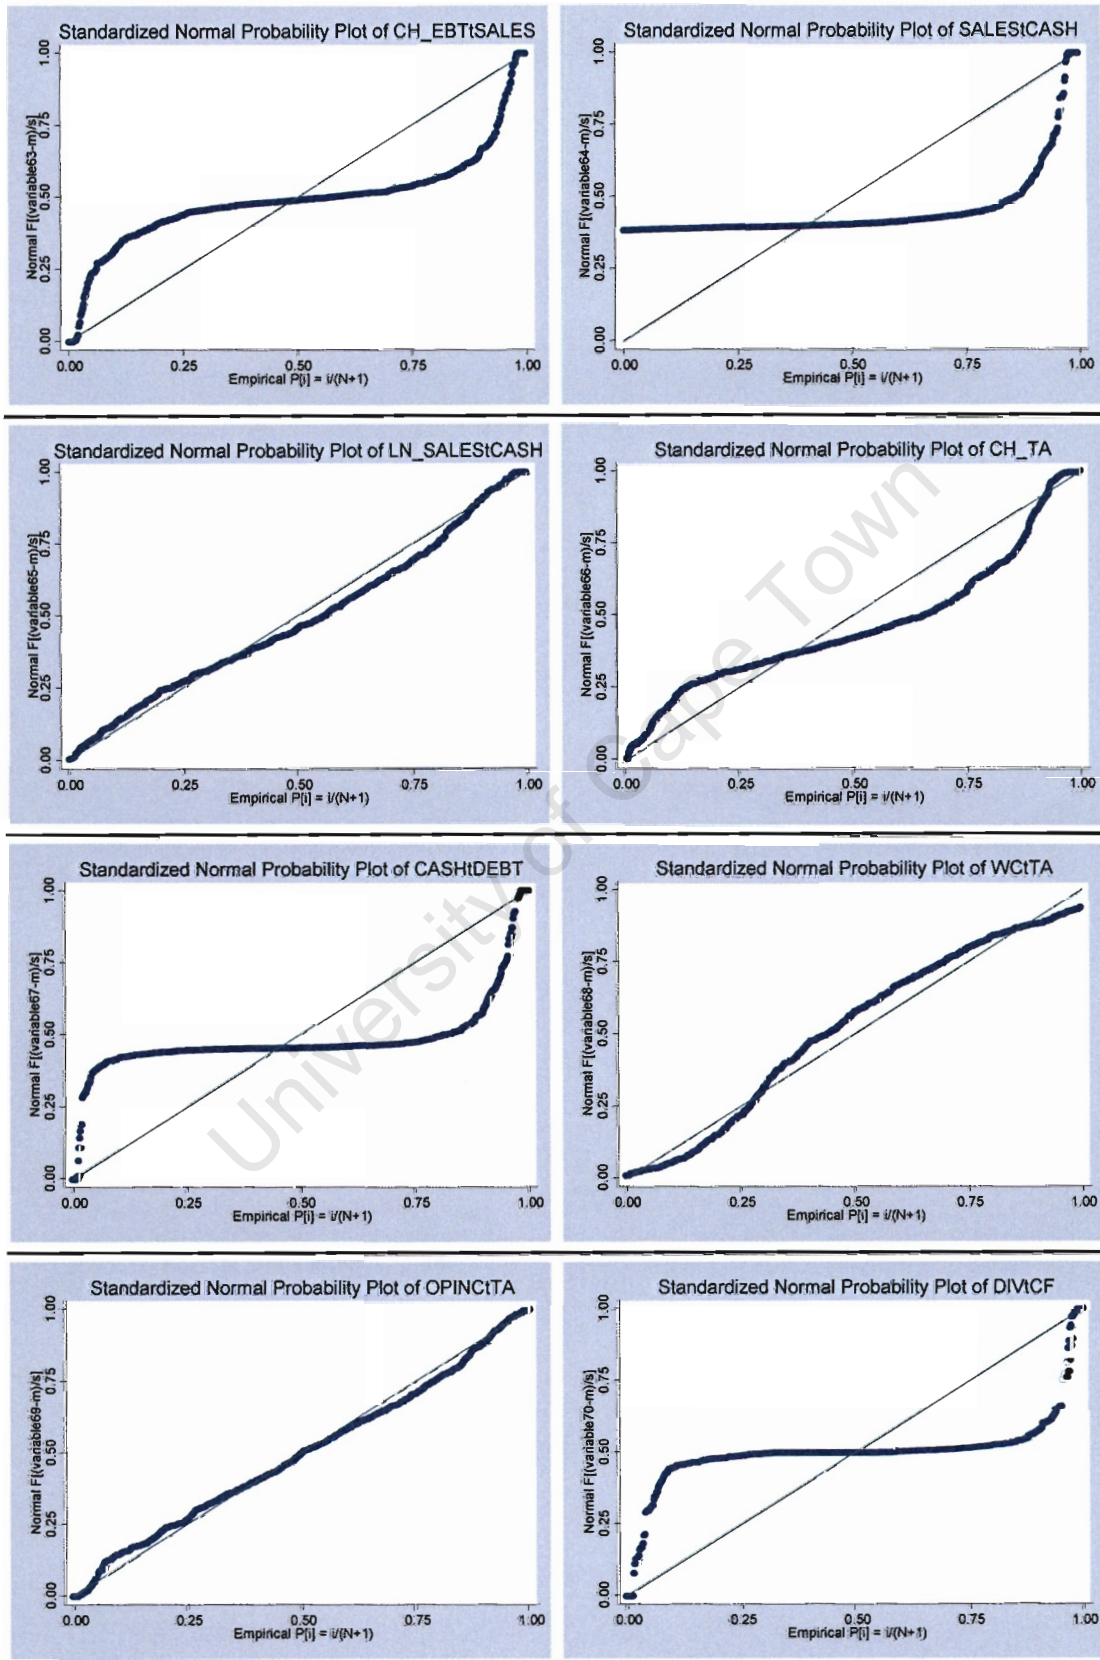 Standardized Normal Probability Plot of CH_EBTtSALES
Normal F[(variable63-m)/s]
1.00
0.75
0.50
0.25
0.00
0.00 0.25 0.50 0.75 1.00
Empirical P[i] = i/(N+1)
Standardized Normal Probability Plot of SALEStCASH
Normal F[(variable64-m)/s]
1.00
0.75
0.50
0.25
0.00
0.00 0.25 0.50 0.75 1.00
Empirical P[i] = i/(N+1)
Standardized Normal Probability Plot of LN_SALEStCASH
Normal F[(variable65-m)/s]
1.00
0.75
0.50
0.25
0.00
0.00 0.25 0.50 0.75 1.00
Empirical P[i] = i/(N+1)
Standardized Normal Probability Plot of CH_TA
Normal F[(variable66-m)/s]
1.00
0.75
0.50
0.25
0.00
0.00 0.25 0.50 0.75 1.00
Empirical P[i] = i/(N+1)
Standardized Normal Probability Plot of CASHtDEBT
Normal F[(variable67-m)/s]
1.00
0.75
0.50
0.25
0.00
0.00 0.25 0.50 0.75 1.00
Empirical P[i] = i/(N+1)
Standardized Normal Probability Plot of WCtTA
Normal F[(variable68-m)/s]
1.00
0.75
0.50
0.25
0.00
0.00 0.25 0.50 0.75 1.00
Empirical P[i] = i/(N+1)
Standardized Normal Probability Plot of OPINCtTA
Normal F[(variable69-m)/s]
1.00
0.75
0.50
0.25
0.00
0.00 0.25 0.50 0.75 1.00
Empirical P[i] = i/(N+1)
Standardized Normal Probability Plot of DIVtCF
Normal F[(variable70-m)/s]
1.00
0.75
0.50
0.25
0.00
0.00 0.25 0.50 0.75 1.00
Empirical P[i] = i/(N+1)
University of Cape Town